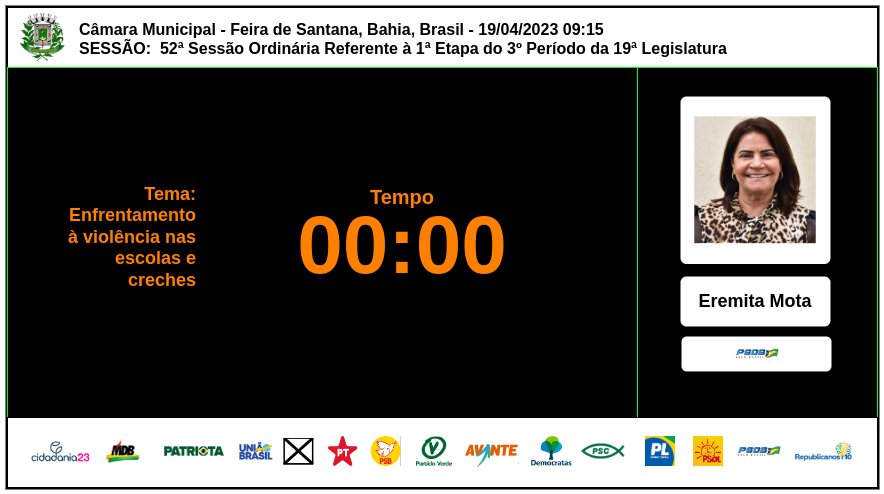 Câmara Municipal - Feira de Santana, Bahia, Brasil - 19/04/2023 09:15
SESSÃO:  52ª Sessão Ordinária Referente à 1ª Etapa do 3º Período da 19ª Legislatura
Tema:
Enfrentamento
à violência nas
escolas e
creches
Tempo
00:00
Eremita Mota
PSDB
cidadania23
MDB
PATRIOTA
UNIÃO
BRASIL
PT
PSB
Partido Verde
AVANTE
Democratas
PSC
PL
PSOL
PSDB
Republicanos 10